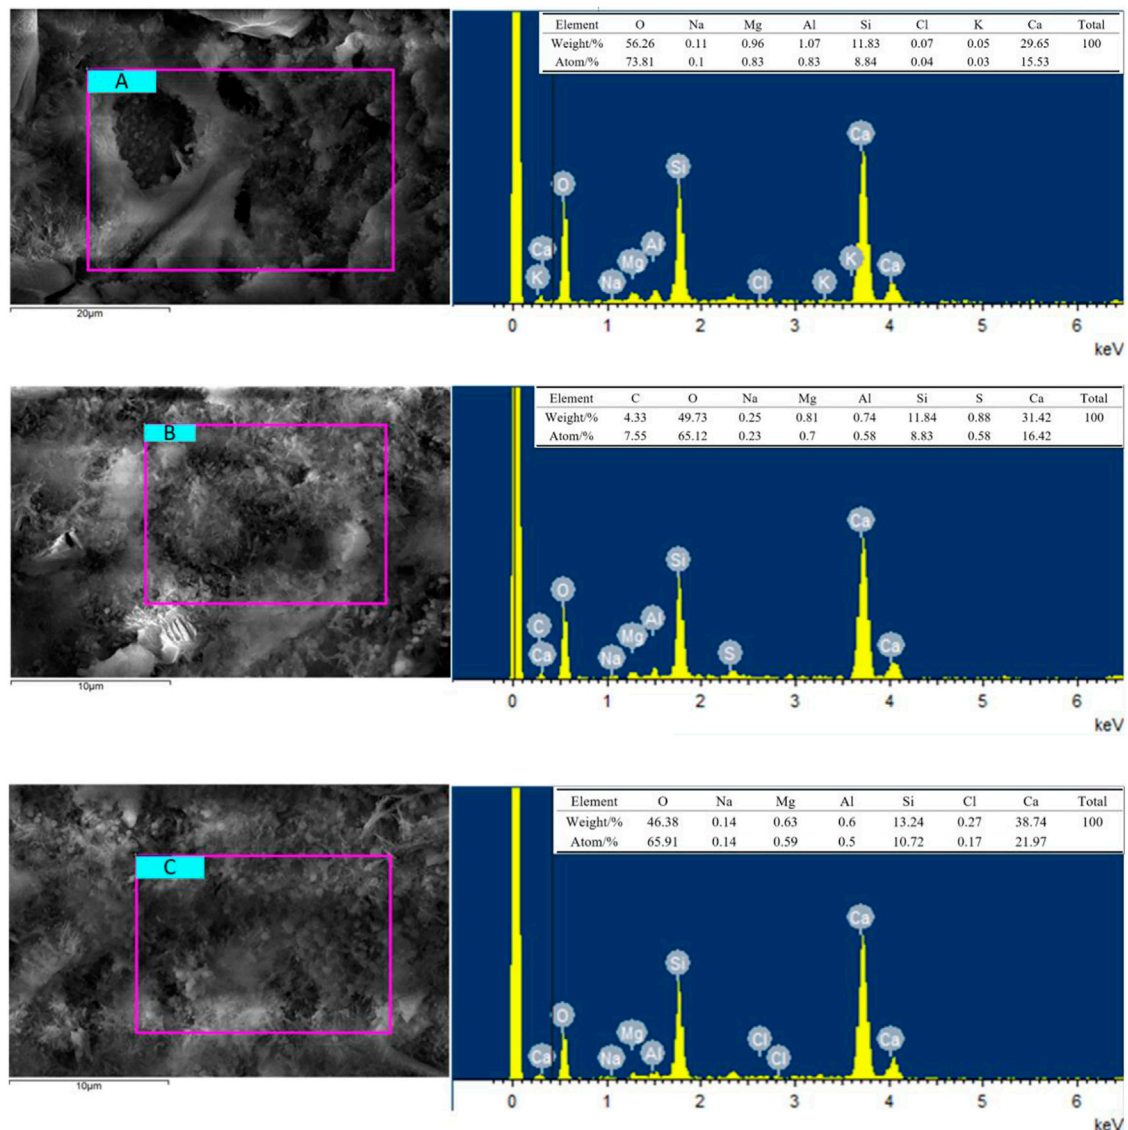 A
20μm
Element O Na Mg Al Si Cl K Ca Total
Weight/% 56.26 0.11 0.96 1.07 11.83 0.07 0.05 29.65 100
Atom/% 73.81 0.1 0.83 0.83 8.84 0.04 0.03 15.53
Ca
Si
O
Ca Al K
K Na Mg Cl K Ca
0 1 2 3 4 5 6
keV
B
10μm
Element C O Na Mg Al Si S Ca Total
Weight/% 4.33 49.73 0.25 0.81 0.74 11.84 0.88 31.42 100
Atom/% 7.55 65.12 0.23 0.7 0.58 8.83 0.58 16.42
Ca
Si
O
C Mg Al
Ca Na S Ca
0 1 2 3 4 5 6
keV
C
10μm
Element O Na Mg Al Si Cl Ca Total
Weight/% 46.38 0.14 0.63 0.6 13.24 0.27 38.74 100
Atom/% 65.91 0.14 0.59 0.5 10.72 0.17 21.97
Ca
Si
O
Mg Cl Ca
Ca Na Al Cl
0 1 2 3 4 5 6
keV